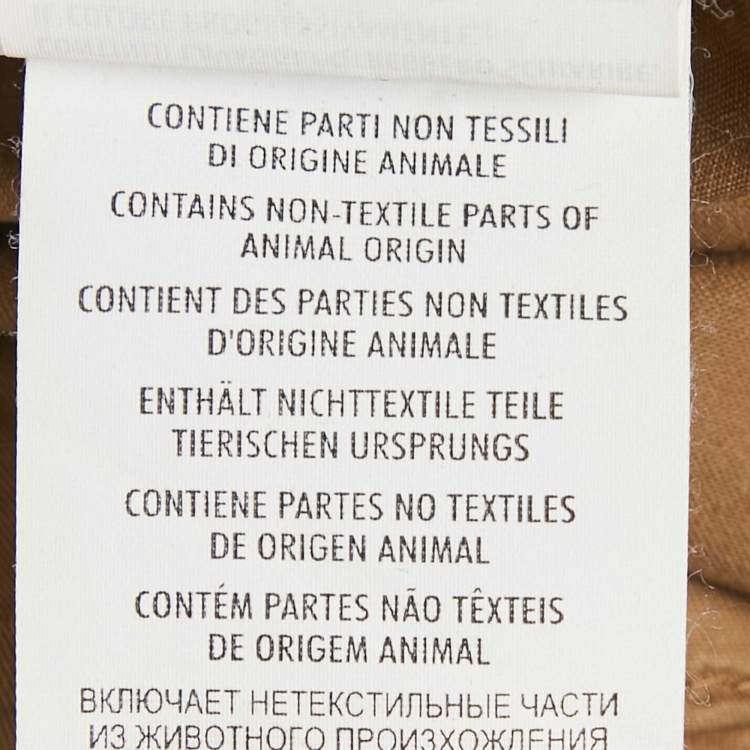 CONTIENE PARTI NON TESSILI
DI ORIGINE ANIMALE
CONTAINS NON-TEXTILE PARTS OF
ANIMAL ORIGIN
CONTIENT DES PARTIES NON TEXTILES
D'ORIGINE ANIMALE
ENTHÄLT NICHTTEXTILE TEILE
TIERISCHEN URSPRUNGS
CONTIENE PARTES NO TEXTILES
DE ORIGEN ANIMAL
CONTÉM PARTES NÃO TÊXTEIS
DE ORIGEM ANIMAL
ВКЛЮЧАЕТ НЕТЕКСТИЛЬНЫЕ ЧАСТИ
ИЗ ЖИВОТНОГО ПРОИЗХОЖЛЕНИЯ